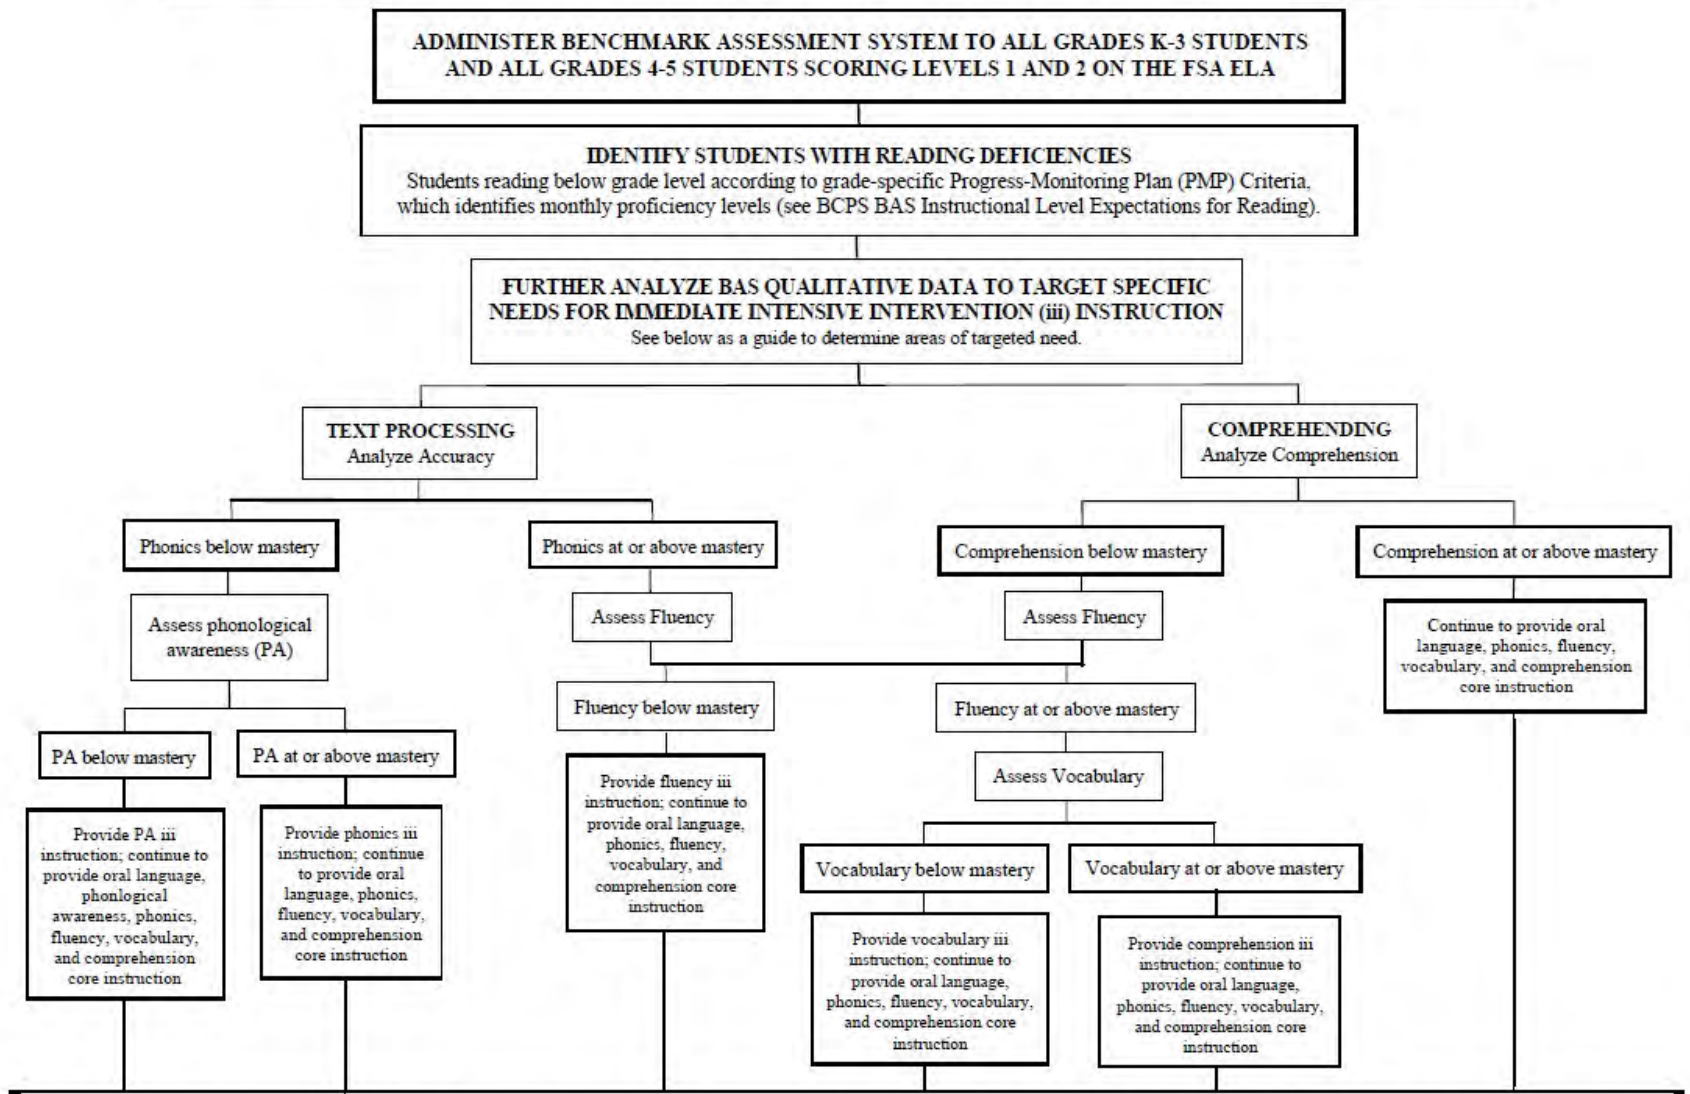 ADMINISTER BENCHMARK ASSESSMENT SYSTEM TO ALL GRADES K-3 STUDENTS
AND ALL GRADES 4-5 STUDENTS SCORING LEVELS 1 AND 2 ON THE FSA ELA
IDENTIFY STUDENTS WITH READING DEFICIENCIES
Students reading below grade level according to grade-specific Progress-Monitoring Plan (PMP) Criteria,
which identifies monthly proficiency levels (see BCPS BAS Instructional Level Expectations for Reading).
FURTHER ANALYZE BAS QUALITATIVE DATA TO TARGET SPECIFIC
NEEDS FOR IMMEDIATE INTENSIVE INTERVENTION (iii) INSTRUCTION
See below as a guide to determine areas of targeted need.
TEXT PROCESSING
Analyze Accuracy
COMPREHENDING
Analyze Comprehension
Phonics below mastery
Phonics at or above mastery
Comprehension below mastery
Comprehension at or above mastery
Assess phonological
awareness (PA)
Assess Fluency
Assess Fluency
Continue to provide oral
language, phonics, fluency,
vocabulary, and comprehension
core instruction
Fluency below mastery
Fluency at or above mastery
PA below mastery
PA at or above mastery
Assess Vocabulary
Provide PA iii
instruction; continue to
provide oral language,
phonlogical
awareness, phonics,
fluency, vocabulary,
and comprehension
core instruction
Provide phonics iii
instruction; continue
to provide oral
language, phonics,
fluency, vocabulary,
and comprehension
core instruction
Provide fluency iii
instruction; continue to
provide oral language,
phonics, fluency,
vocabulary, and
comprehension core
instruction
Vocabulary below mastery
Vocabulary at or above mastery
Provide vocabulary iii
instruction; continue to
provide oral language,
phonics, fluency, vocabulary,
and comprehension core
instruction
Provide comprehension iii
instruction; continue to
provide oral language,
phonics, fluency, vocabulary,
and comprehension core
instruction